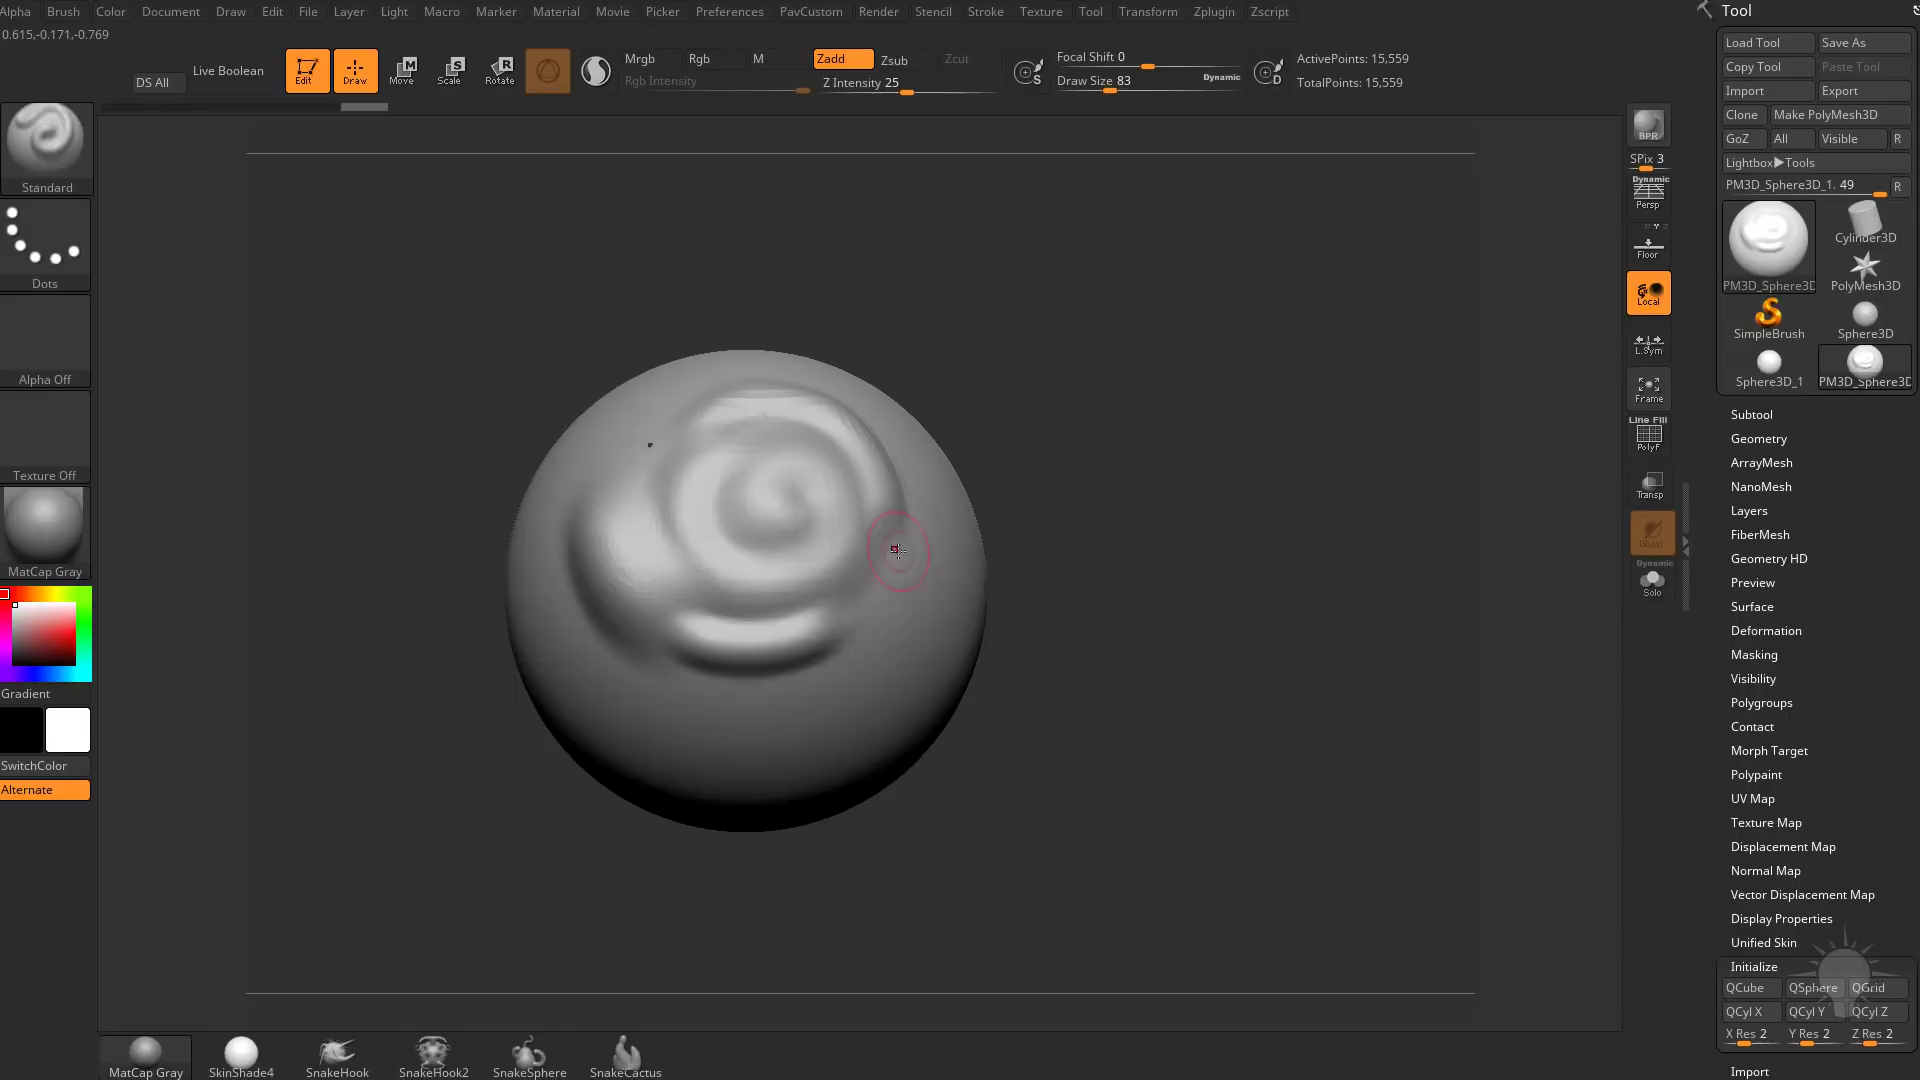 Alpha Brush Color Document Draw Edit File Layer Light Macro Marker Material Movie Picker Preferences PavCustom Render Stencil Stroke Texture Tool Transform Zplugin Zscript
Tool
0.615,-0.171,-0.769
DS All
Live Boolean
Edit
Draw
M
Move
S
Scale
R
Rotate
Mrgb Rgb M
Rgb Intensity
Zadd Zsub Zcut
Z Intensity 25
S
Focal Shift 0
Draw Size 83
Dynamic
D
ActivePoints: 15,559
TotalPoints: 15,559
Standard
Dots
Alpha Off
Texture Off
MatCap Gray
Gradient
SwitchColor
Alternate
BPR
SPix 3
Dynamic
Persp
Floor
Local
L.Sym
Frame
Line Fill
PolyF
Transp
Ghost
Dynamic
Solo
Load Tool Save As
Copy Tool Paste Tool
Import Export
Clone Make PolyMesh3D
GoZ All Visible R
Lightbox▶Tools
PM3D_Sphere3D_1. 49 R
Cylinder3D
PM3D_Sphere3D PolyMesh3D
SimpleBrush Sphere3D
Sphere3D_1 PM3D_Sphere3D
Subtool
Geometry
ArrayMesh
NanoMesh
Layers
FiberMesh
Geometry HD
Preview
Surface
Deformation
Masking
Visibility
Polygroups
Contact
Morph Target
Polypaint
UV Map
Texture Map
Displacement Map
Normal Map
Vector Displacement Map
Display Properties
Unified Skin
Initialize
QCube QSphere QGrid
QCyl X QCyl Y QCyl Z
X Res 2 Y Res 2 Z Res 2
Import
MatCap Gray SkinShade4 SnakeHook SnakeHook2 SnakeSphere SnakeCactus